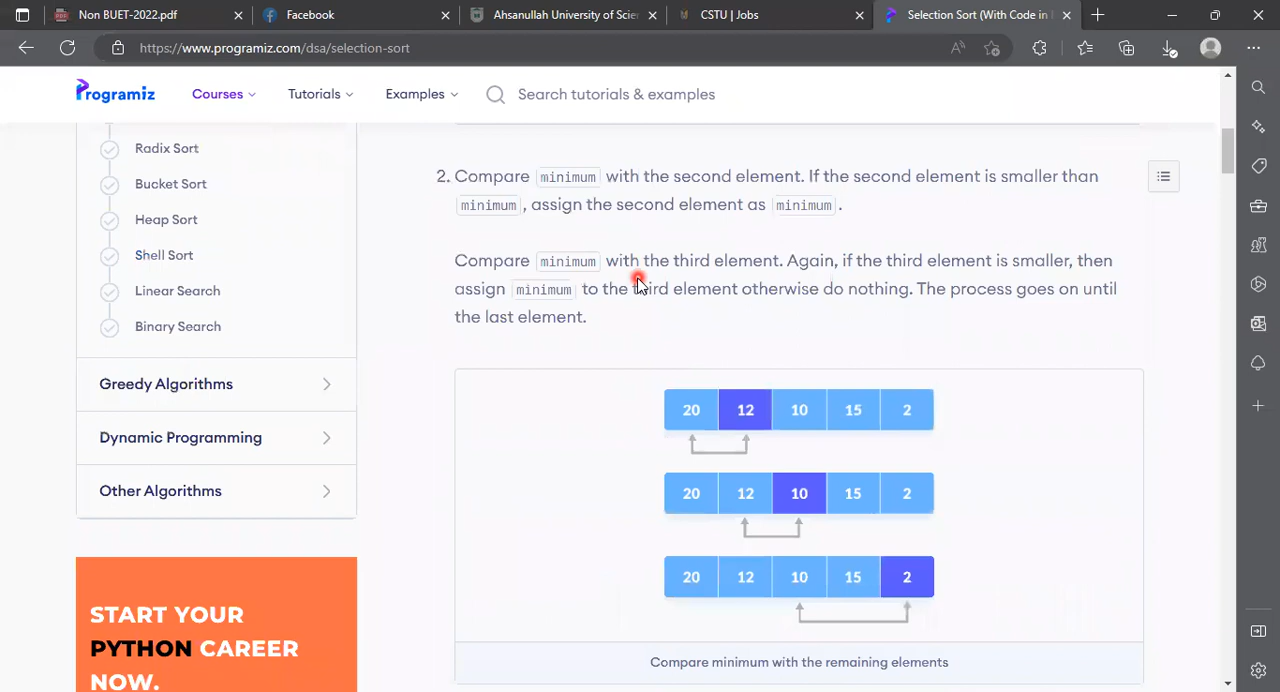 Non BUET-2022.pdf
Facebook
Ahsanullah University of Scie
CSTU | Jobs
Selection Sort (With Code in
https://www.programiz.com/dsa/selection-sort
Programiz
Courses
Tutorials
Examples
Search tutorials & examples
Radix Sort
Bucket Sort
Heap Sort
Shell Sort
Linear Search
Binary Search
Greedy Algorithms
Dynamic Programming
Other Algorithms
START YOUR
PYTHON CAREER
NOW.
2. Compare minimum with the second element. If the second element is smaller than
minimum, assign the second element as minimum.
Compare minimum with the third element. Again, if the third element is smaller, then
assign minimum to the third element otherwise do nothing. The process goes on until
the last element.
20 12 10 15 2
20 12 10 15 2
20 12 10 15 2
Compare minimum with the remaining elements